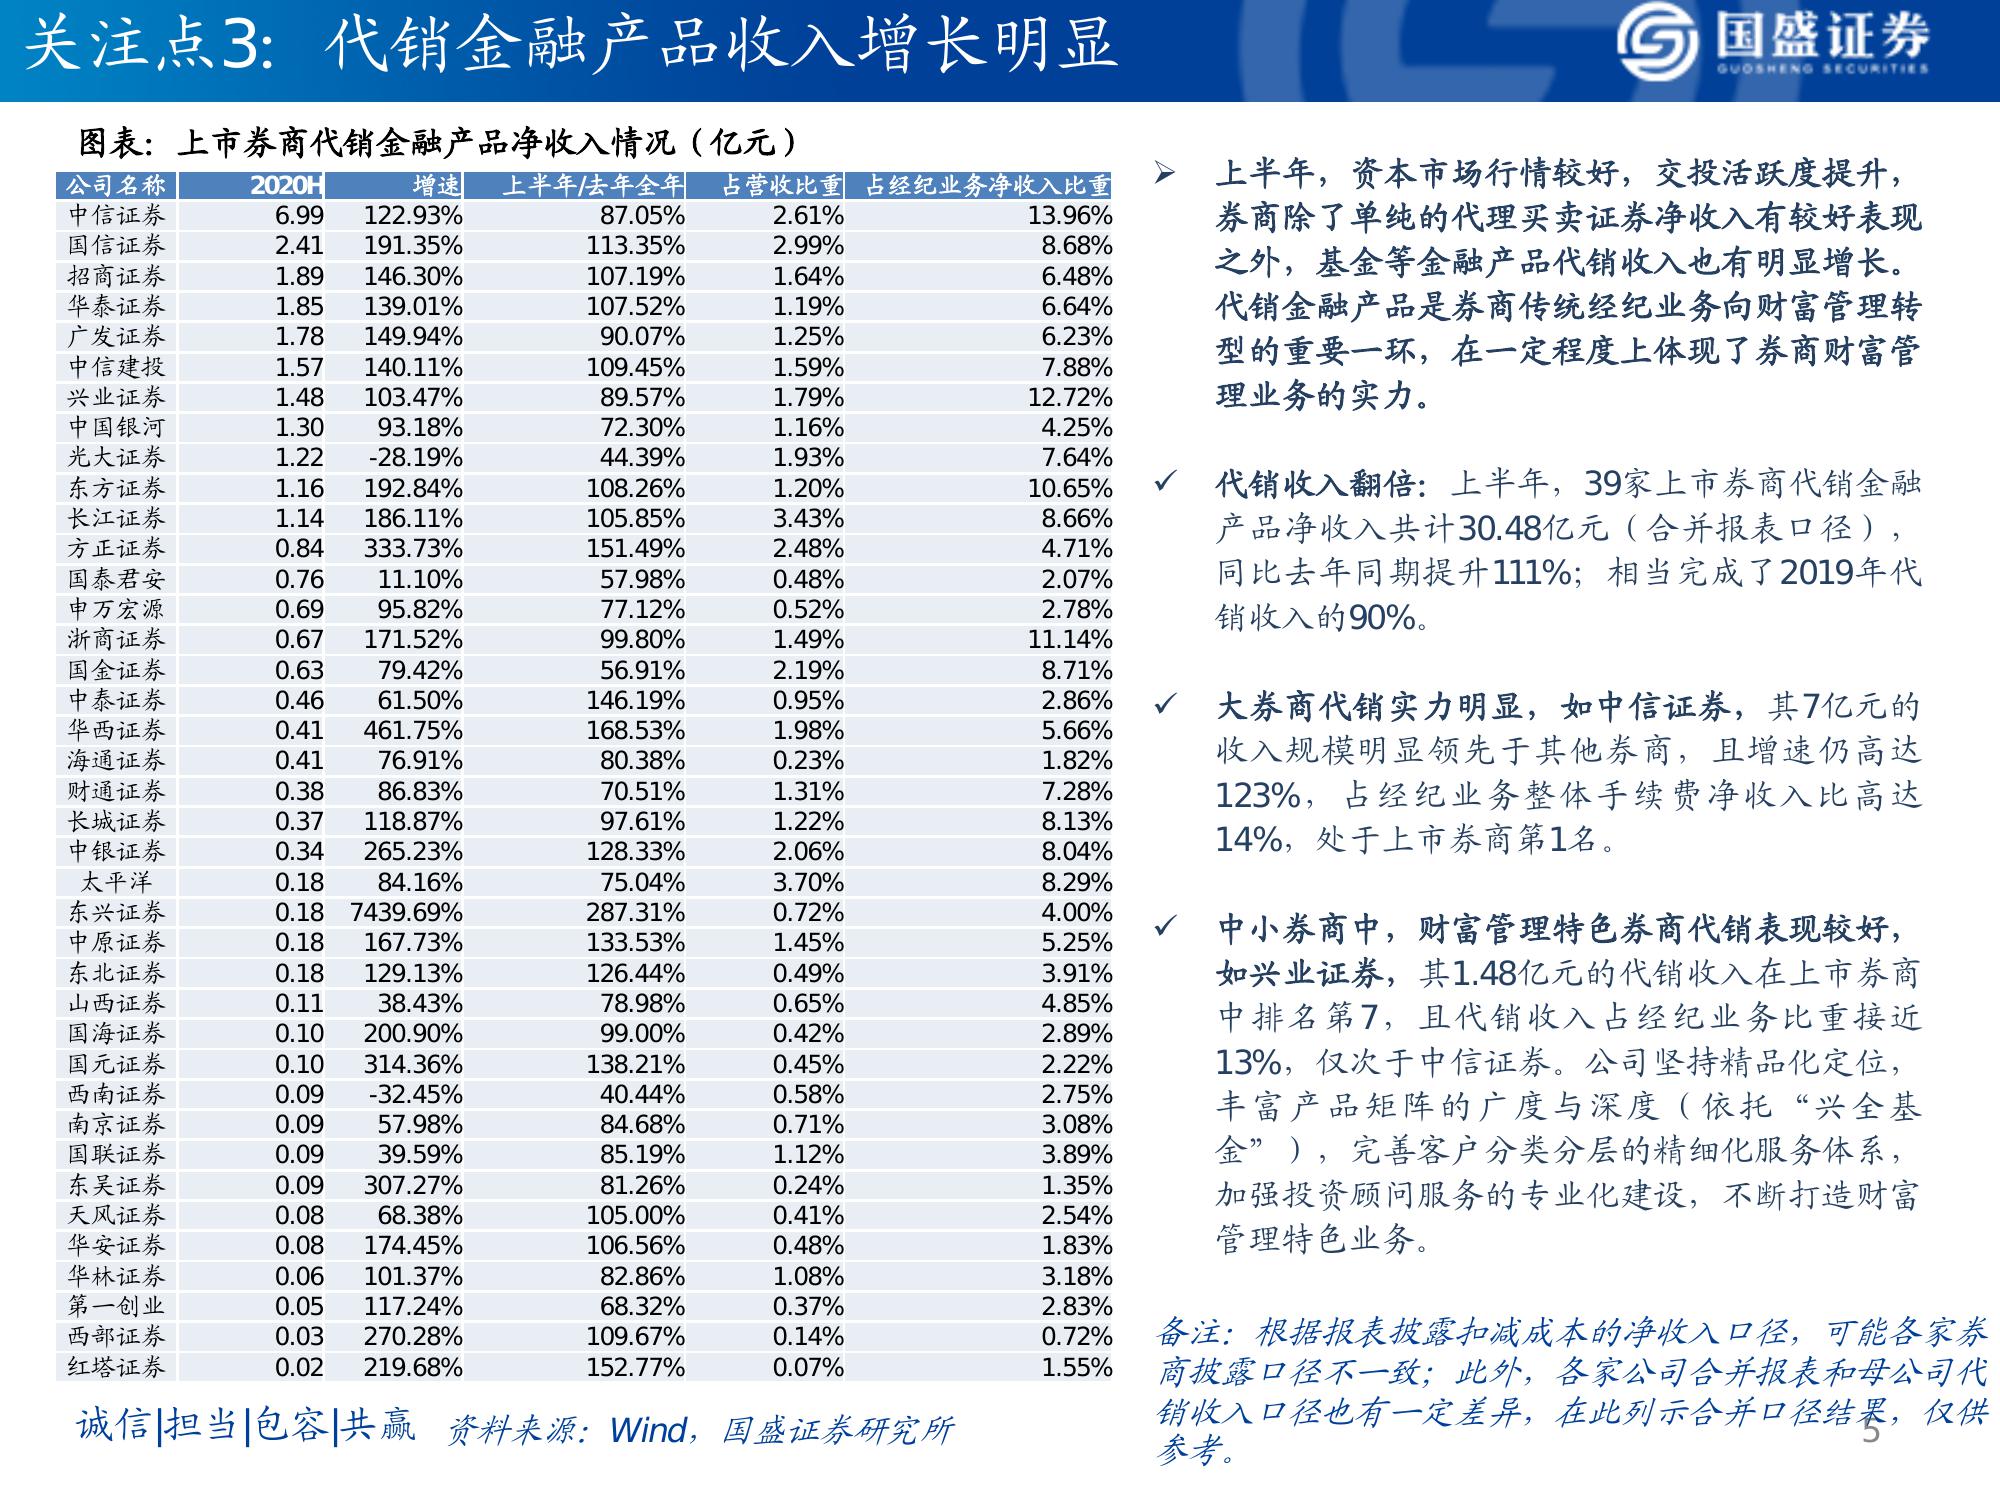 关注点3：代销金融产品收入增长明显
国盛证券
GUOSHENG SECURITIES
图表：上市券商代销金融产品净收入情况（亿元）
公司名称 2020H 增速 上半年/去年全年 占营收比重 占经纪业务净收入比重
中信证券 6.99 122.93% 87.05% 2.61% 13.96%
国信证券 2.41 191.35% 113.35% 2.99% 8.68%
招商证券 1.89 146.30% 107.19% 1.64% 6.48%
华泰证券 1.85 139.01% 107.52% 1.19% 6.64%
广发证券 1.78 149.94% 90.07% 1.25% 6.23%
中信建投 1.57 140.11% 109.45% 1.59% 7.88%
兴业证券 1.48 103.47% 89.57% 1.79% 12.72%
中国银河 1.30 93.18% 72.30% 1.16% 4.25%
光大证券 1.22 -28.19% 44.39% 1.93% 7.64%
东方证券 1.16 192.84% 108.26% 1.20% 10.65%
长江证券 1.14 186.11% 105.85% 3.43% 8.66%
方正证券 0.84 333.73% 151.49% 2.48% 4.71%
国泰君安 0.76 11.10% 57.98% 0.48% 2.07%
申万宏源 0.69 95.82% 77.12% 0.52% 2.78%
浙商证券 0.67 171.52% 99.80% 1.49% 11.14%
国金证券 0.63 79.42% 56.91% 2.19% 8.71%
中泰证券 0.46 61.50% 146.19% 0.95% 2.86%
华西证券 0.41 461.75% 168.53% 1.98% 5.66%
海通证券 0.41 76.91% 80.38% 0.23% 1.82%
财通证券 0.38 86.83% 70.51% 1.31% 7.28%
长城证券 0.37 118.87% 97.61% 1.22% 8.13%
中银证券 0.34 265.23% 128.33% 2.06% 8.04%
太平洋 0.18 84.16% 75.04% 3.70% 8.29%
东兴证券 0.18 7439.69% 287.31% 0.72% 4.00%
中原证券 0.18 167.73% 133.53% 1.45% 5.25%
东北证券 0.18 129.13% 126.44% 0.49% 3.91%
山西证券 0.11 38.43% 78.98% 0.65% 4.85%
国海证券 0.10 200.90% 99.00% 0.42% 2.89%
国元证券 0.10 314.36% 138.21% 0.45% 2.22%
西南证券 0.09 -32.45% 40.44% 0.58% 2.75%
南京证券 0.09 57.98% 84.68% 0.71% 3.08%
国联证券 0.09 39.59% 85.19% 1.12% 3.89%
东吴证券 0.09 307.27% 81.26% 0.24% 1.35%
天风证券 0.08 68.38% 105.00% 0.41% 2.54%
华安证券 0.08 174.45% 106.56% 0.48% 1.83%
华林证券 0.06 101.37% 82.86% 1.08% 3.18%
第一创业 0.05 117.24% 68.32% 0.37% 2.83%
西部证券 0.03 270.28% 109.67% 0.14% 0.72%
红塔证券 0.02 219.68% 152.77% 0.07% 1.55%
➢ 上半年，资本市场行情较好，交投活跃度提升，
券商除了单纯的代理买卖证券净收入有较好表现
之外，基金等金融产品代销收入也有明显增长。
代销金融产品是券商传统经纪业务向财富管理转
型的重要一环，在一定程度上体现了券商财富管
理业务的实力。
✓ 代销收入翻倍：上半年，39家上市券商代销金融
产品净收入共计30.48亿元（合并报表口径），
同比去年同期提升111%；相当完成了2019年代
销收入的90%。
✓ 大券商代销实力明显，如中信证券，其7亿元的
收入规模明显领先于其他券商，且增速仍高达
123%，占经纪业务整体手续费净收入比高达
14%，处于上市券商第1名。
✓ 中小券商中，财富管理特色券商代销表现较好，
如兴业证券，其1.48亿元的代销收入在上市券商
中排名第7，且代销收入占经纪业务比重接近
13%，仅次于中信证券。公司坚持精品化定位，
丰富产品矩阵的广度与深度（依托“兴全基
金”），完善客户分类分层的精细化服务体系，
加强投资顾问服务的专业化建设，不断打造财富
管理特色业务。
备注：根据报表披露扣减成本的净收入口径，可能各家券
商披露口径不一致；此外，各家公司合并报表和母公司代
销收入口径也有一定差异，在此列示合并口径结果，仅供
参考。
诚信|担当|包容|共赢 资料来源：Wind，国盛证券研究所
5